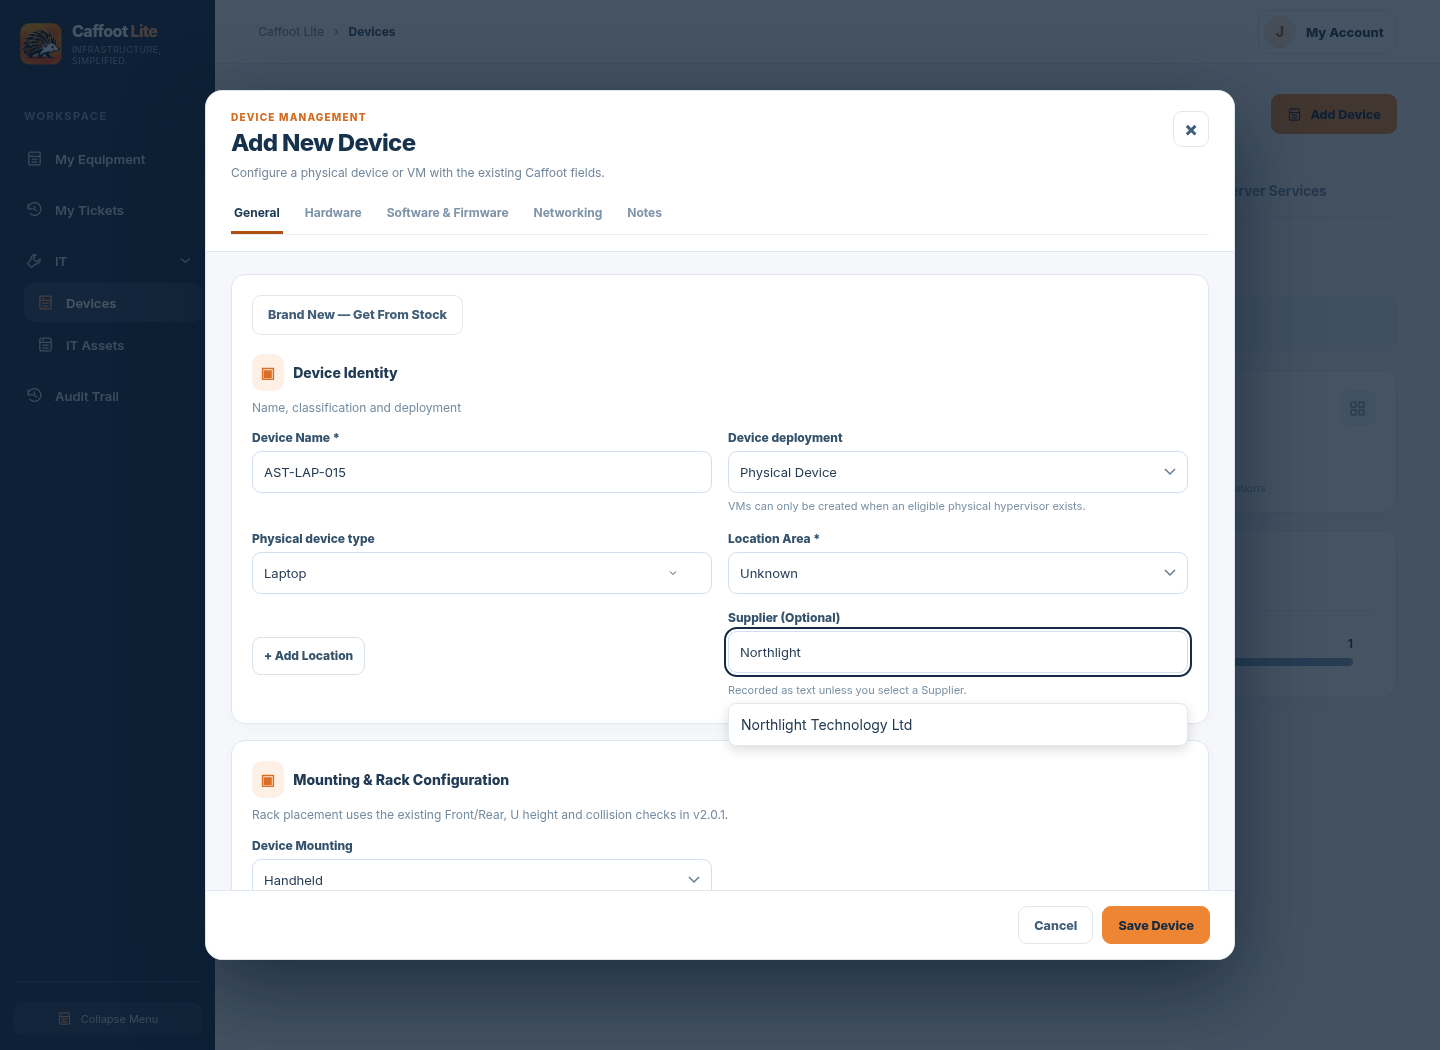 Caffoot Lite
INFRASTRUCTURE,
SIMPLIFIED.
Caffoot Lite › Devices
J My Account
WORKSPACE
My Equipment
My Tickets
IT
Devices
IT Assets
Audit Trail
Collapse Menu
Add Device
Server Services
1
DEVICE MANAGEMENT
Add New Device
Configure a physical device or VM with the existing Caffoot fields.
General Hardware Software & Firmware Networking Notes
Brand New — Get From Stock
Device Identity
Name, classification and deployment
Device Name *
AST-LAP-015
Device deployment
Physical Device
VMs can only be created when an eligible physical hypervisor exists.
Physical device type
Laptop
Location Area *
Unknown
+ Add Location
Supplier (Optional)
Northlight
Recorded as text unless you select a Supplier.
Northlight Technology Ltd
Mounting & Rack Configuration
Rack placement uses the existing Front/Rear, U height and collision checks in v2.0.1.
Device Mounting
Handheld
Cancel
Save Device